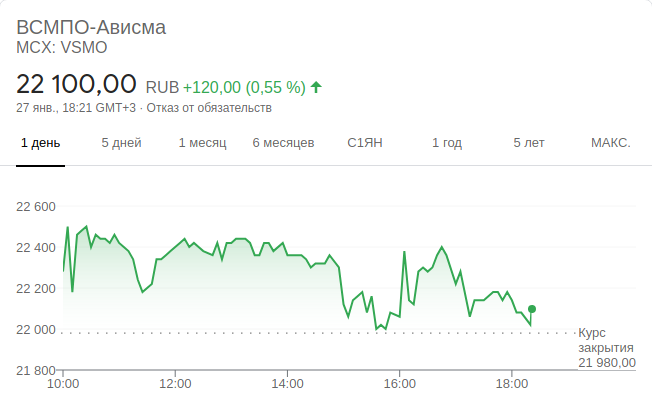 ВСМПО-Ависма
MCX: VSMO
22 100,00 RUB +120,00 (0,55 %)
27 янв., 18:21 GMT+3 · Отказ от обязательств
1 день 5 дней 1 месяц 6 месяцев С1ЯН 1 год 5 лет МАКС.
22 600
22 400
22 200
22 000
Курс
закрытия
21 980,00
21 800
10:00 12:00 14:00 16:00 18:00